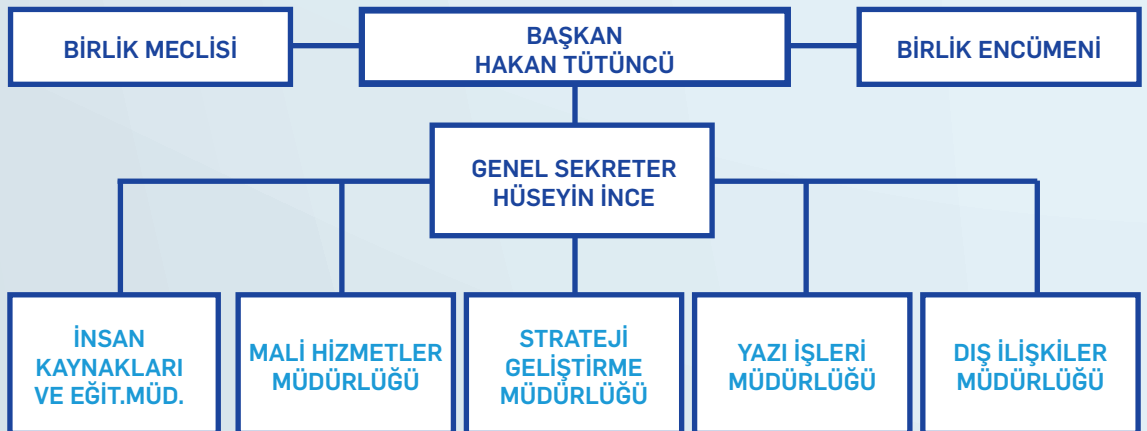 BİRLİK MECLİSİ
BAŞKAN
HAKAN TÜTÜNCÜ
BİRLİK ENCÜMENİ
GENEL SEKRETER
HÜSEYİN İNCE
İNSAN
KAYNAKLARI
VE EĞİT.MÜD.
MALİ HİZMETLER
MÜDÜRLÜĞÜ
STRATEJİ
GELİŞTİRME
MÜDÜRLÜĞÜ
YAZI İŞLERİ
MÜDÜRLÜĞÜ
DIŞ İLİŞKİLER
MÜDÜRLÜĞÜ